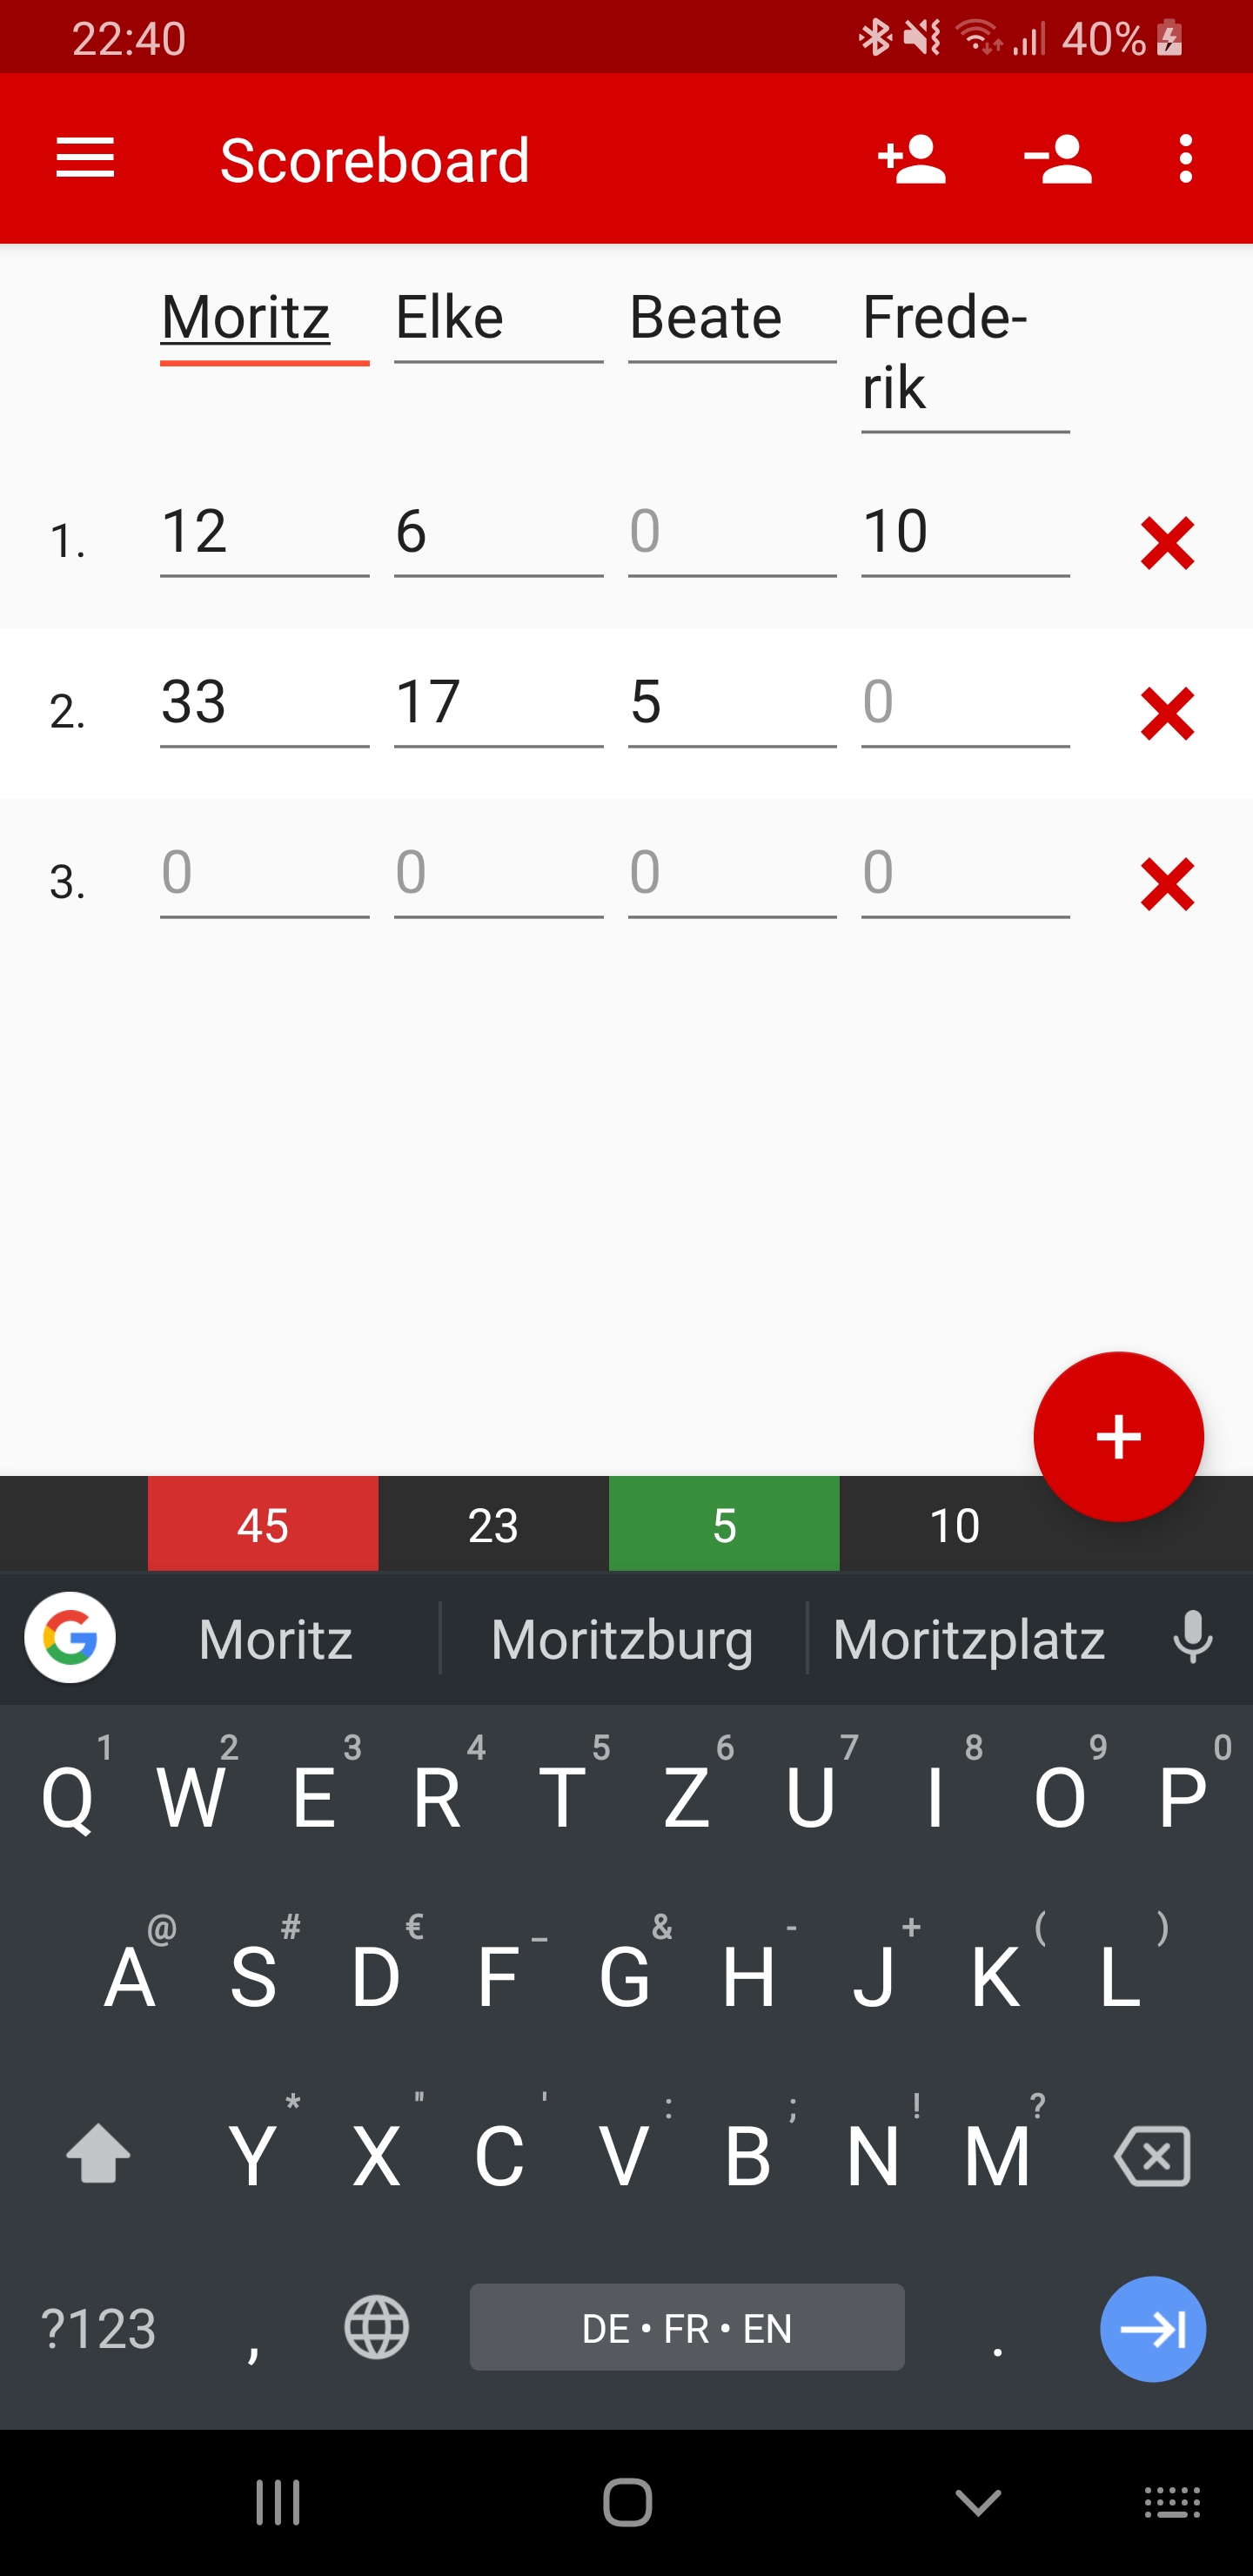 22:40 40%
Scoreboard
Moritz Elke Beate Frede-
rik
1. 12 6 0 10
2. 33 17 5 0
3. 0 0 0 0
+
45 23 5 10
G Moritz Moritzburg Moritzplatz
1 2 3 4 5 6 7 8 9 0
Q W E R T Z U I O P
@ # € _ & - + ( )
A S D F G H J K L
* " ' : ; ! ?
Y X C V B N M
?123 , DE • FR • EN .